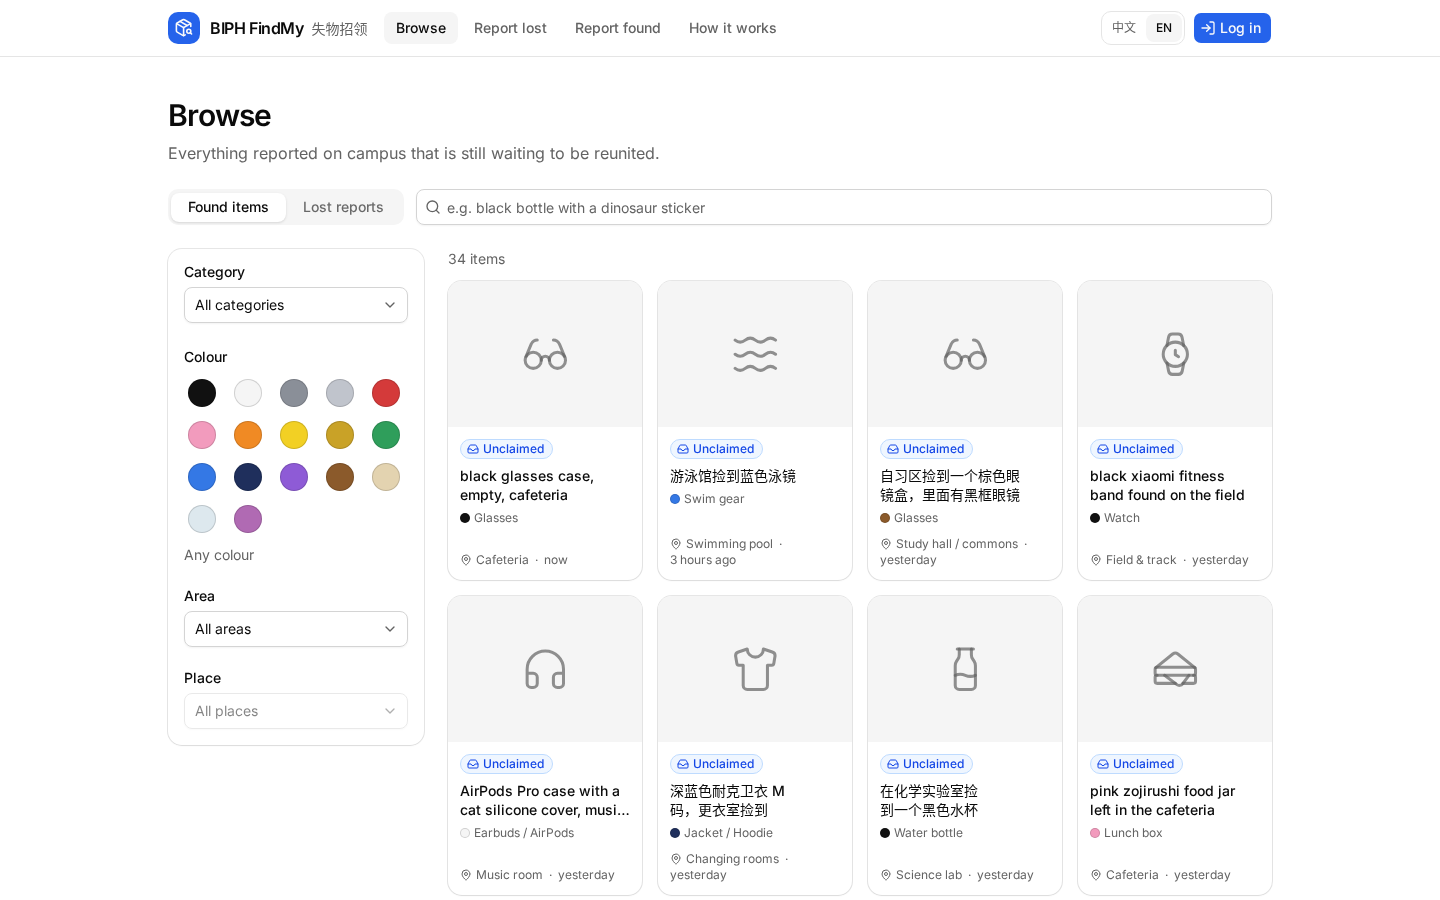 BIPH FindMy 失物招领
Browse
Report lost
Report found
How it works
中文
EN
Log in
Browse
Everything reported on campus that is still waiting to be reunited.
Found items
Lost reports
e.g. black bottle with a dinosaur sticker
Category
All categories
Colour
Any colour
Area
All areas
Place
All places
34 items
Unclaimed
black glasses case,
empty, cafeteria
Glasses
Cafeteria · now
Unclaimed
游泳馆捡到蓝色泳镜
Swim gear
Swimming pool ·
3 hours ago
Unclaimed
自习区捡到一个棕色眼
镜盒，里面有黑框眼镜
Glasses
Study hall / commons ·
yesterday
Unclaimed
black xiaomi fitness
band found on the field
Watch
Field & track · yesterday
Unclaimed
AirPods Pro case with a
cat silicone cover, musi...
Earbuds / AirPods
Music room · yesterday
Unclaimed
深蓝色耐克卫衣 M
码，更衣室捡到
Jacket / Hoodie
Changing rooms ·
yesterday
Unclaimed
在化学实验室捡
到一个黑色水杯
Water bottle
Science lab · yesterday
Unclaimed
pink zojirushi food jar
left in the cafeteria
Lunch box
Cafeteria · yesterday